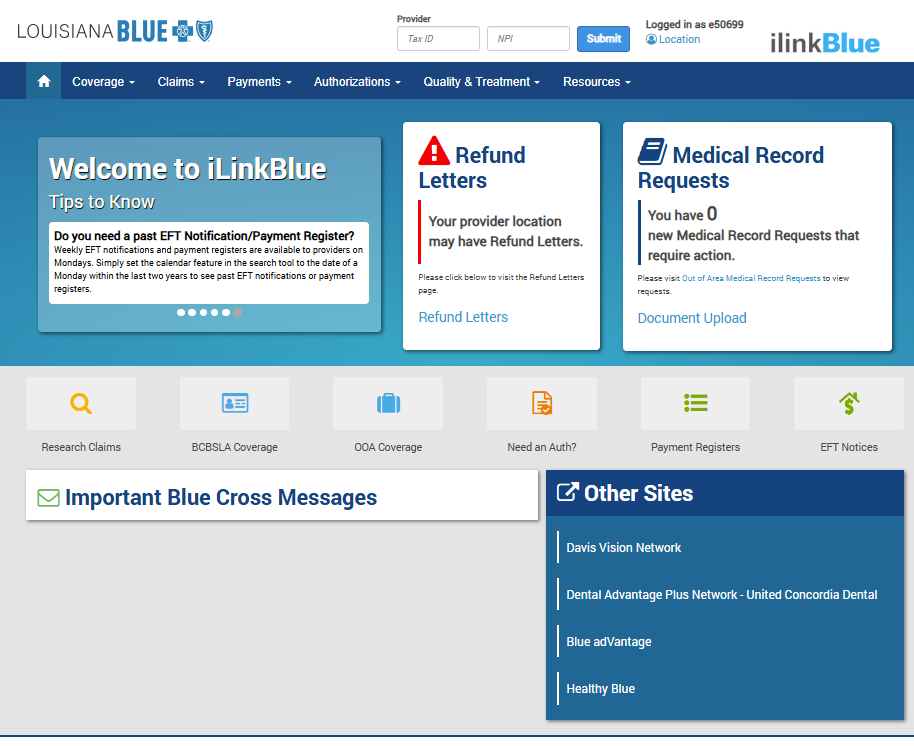 LOUISIANA BLUE
Provider
Tax ID
NPI
Submit
Logged in as e50699
Location
ilinkBlue
Coverage
Claims
Payments
Authorizations
Quality & Treatment
Resources
Welcome to iLinkBlue
Tips to Know
Do you need a past EFT Notification/Payment Register?
Weekly EFT notifications and payment registers are available to providers on
Mondays. Simply set the calendar feature in the search tool to the date of a
Monday within the last two years to see past EFT notifications or payment
registers.
Refund
Letters
Your provider location
may have Refund Letters.
Please click below to visit the Refund Letters
page.
Refund Letters
Medical Record
Requests
You have 0
new Medical Record Requests that
require action.
Please visit Out of Area Medical Record Requests to view
requests.
Document Upload
Research Claims
BCBSLA Coverage
OOA Coverage
Need an Auth?
Payment Registers
EFT Notices
Important Blue Cross Messages
Other Sites
Davis Vision Network
Dental Advantage Plus Network - United Concordia Dental
Blue adVantage
Healthy Blue